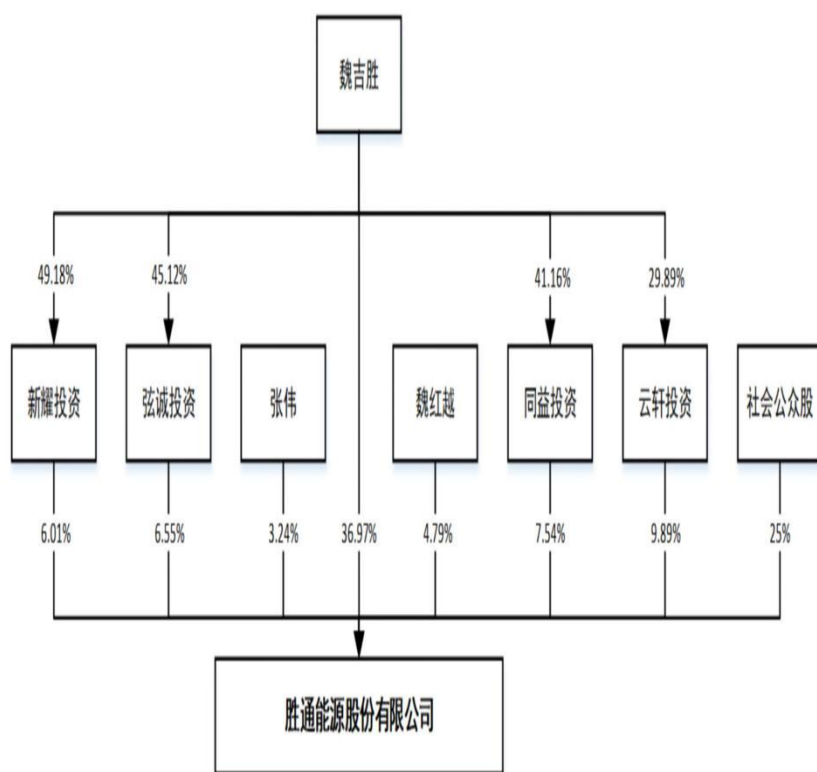 魏吉胜
49.18%
45.12%
41.16%
29.89%
新耀投资
弦诚投资
张伟
魏红越
同益投资
云轩投资
社会公众股
6.01%
6.55%
3.24%
36.97%
4.79%
7.54%
9.89%
25%
胜通能源股份有限公司